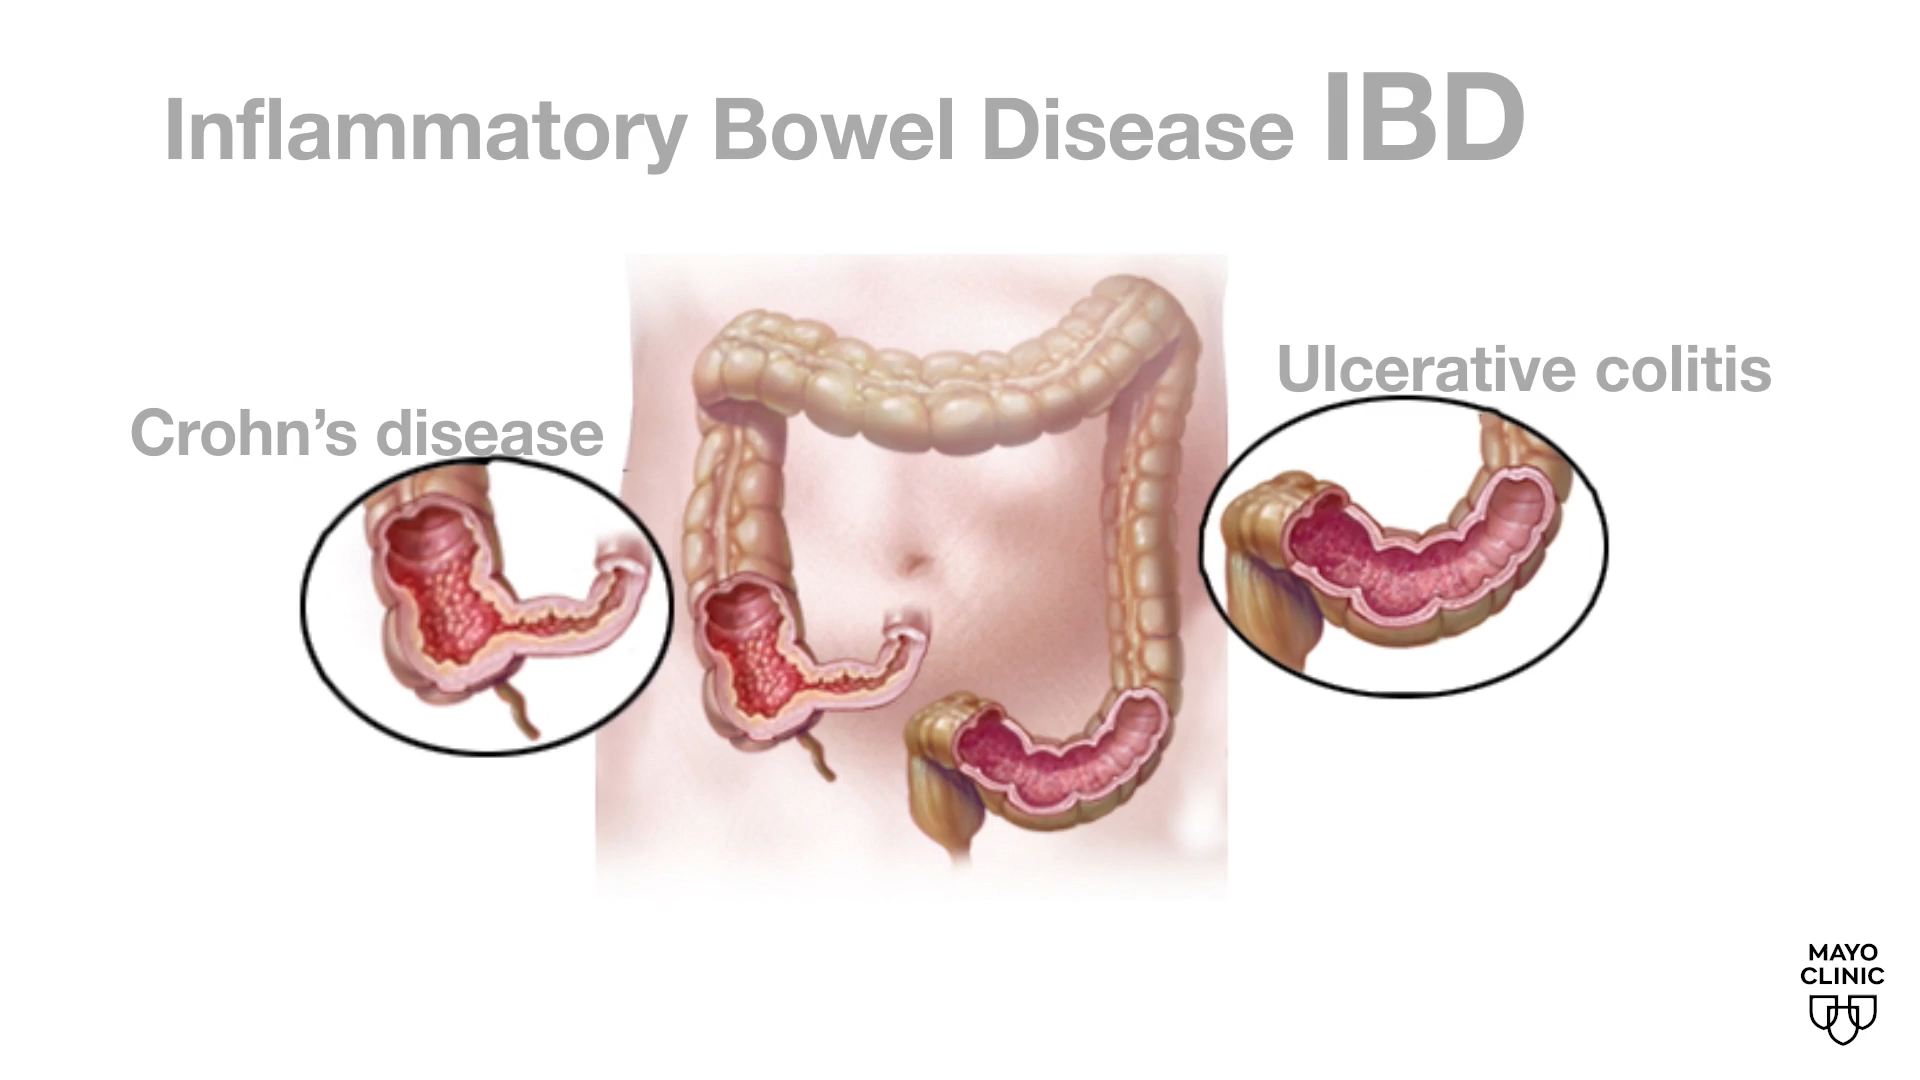 Inflammatory Bowel Disease IBD
Ulcerative colitis
Crohn’s disease
MAYO
CLINIC